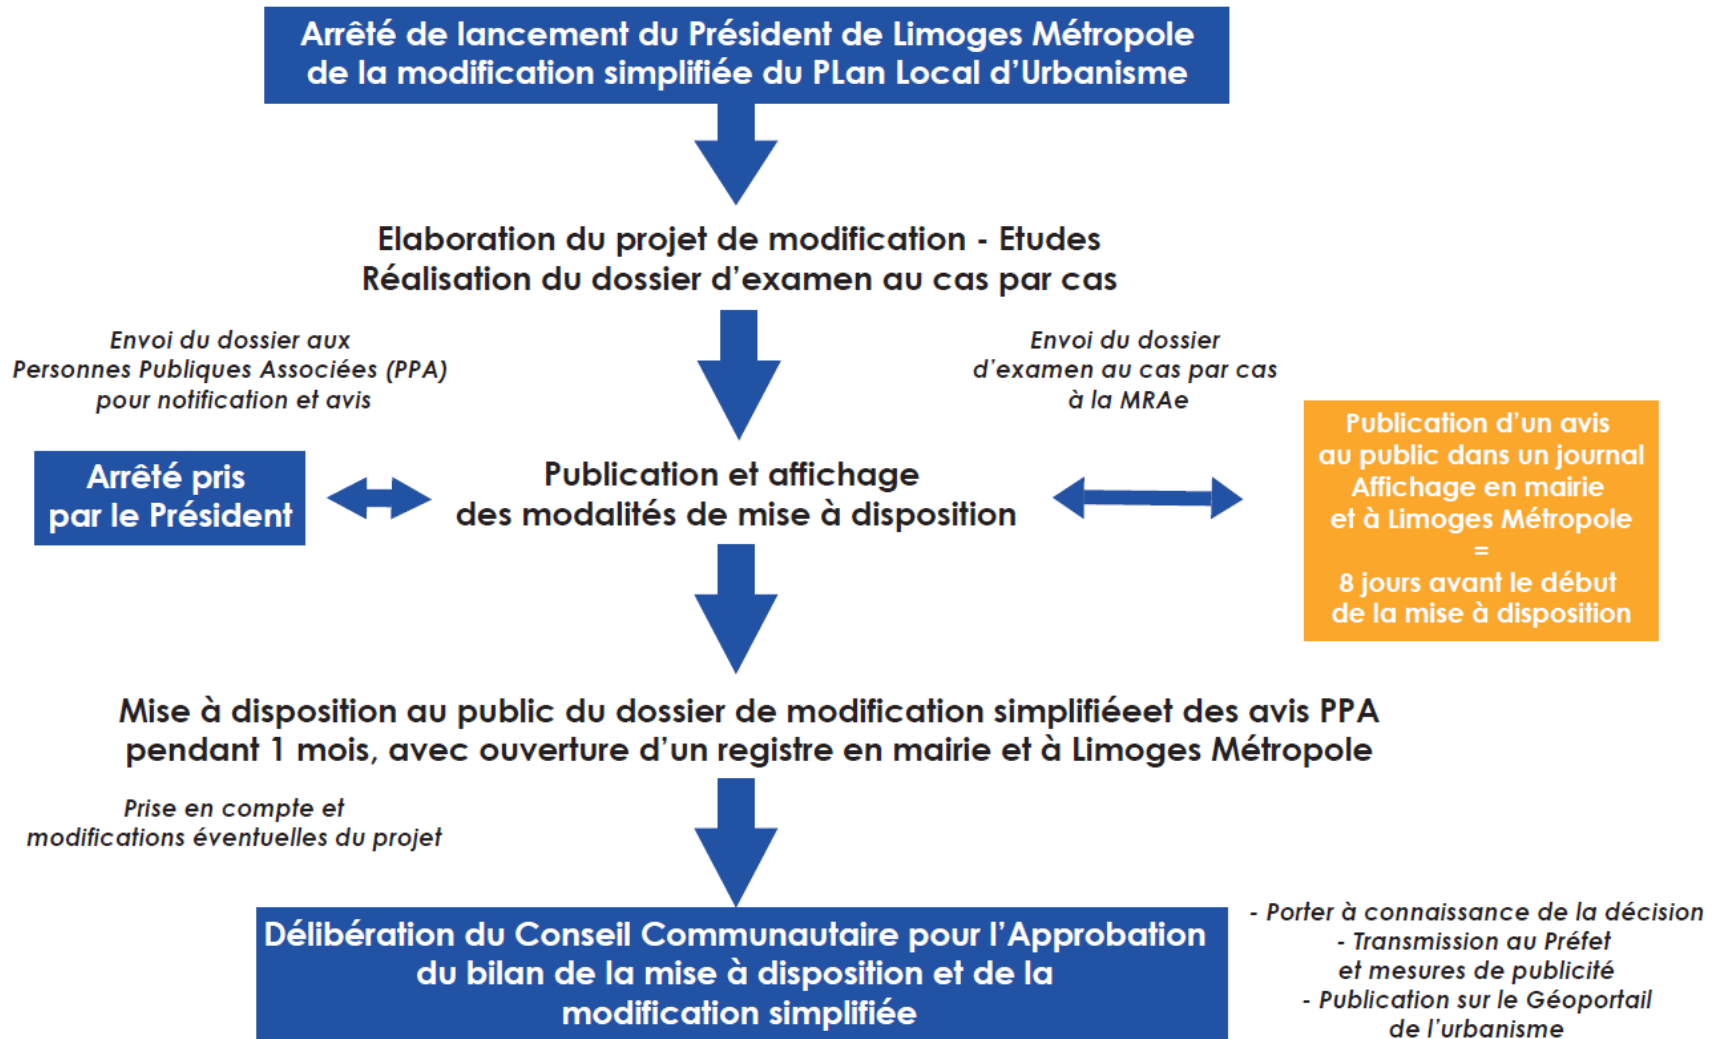 Arrêté de lancement du Président de Limoges Métropole
de la modification simplifiée du PLan Local d'Urbanisme
Elaboration du projet de modification - Etudes
Réalisation du dossier d'examen au cas par cas
Envoi du dossier aux
Personnes Publiques Associées (PPA)
pour notification et avis
Envoi du dossier
d'examen au cas par cas
à la MRAe
Arrêté pris
par le Président
Publication et affichage
des modalités de mise à disposition
Publication d'un avis
au public dans un journal
Affichage en mairie
et à Limoges Métropole
=
8 jours avant le début
de la mise à disposition
Mise à disposition au public du dossier de modification simplifiéeet des avis PPA
pendant 1 mois, avec ouverture d'un registre en mairie et à Limoges Métropole
Prise en compte et
modifications éventuelles du projet
Délibération du Conseil Communautaire pour l'Approbation
du bilan de la mise à disposition et de la
modification simplifiée
- Porter à connaissance de la décision
- Transmission au Préfet
et mesures de publicité
- Publication sur le Géoportail
de l'urbanisme